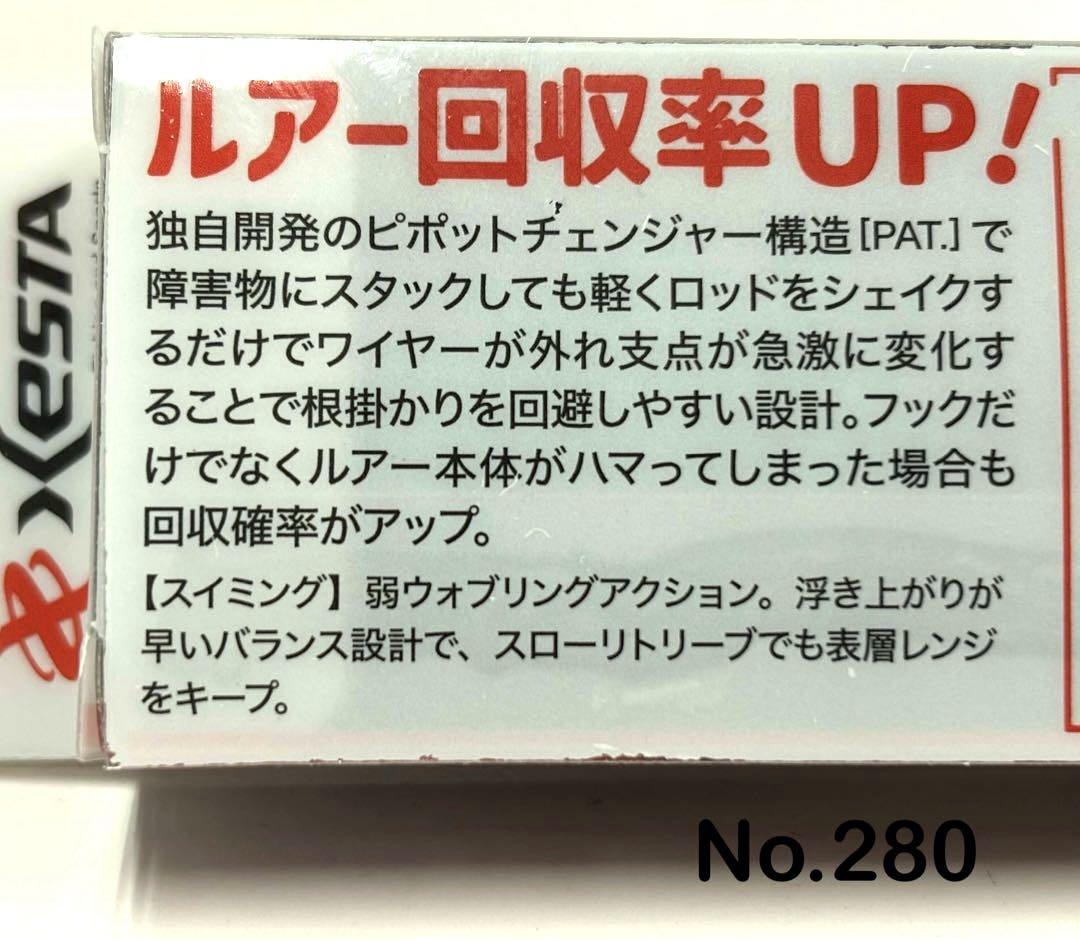 ルアー回収率UP!
独自開発のピポットチェンジャー構造[PAT.]で
障害物にスタックしても軽くロッドをシェイクす
るだけでワイヤーが外れ支点が急激に変化す
ることで根掛かりを回避しやすい設計。フックだ
けでなくルアー本体がハマってしまった場合も
回収確率がアップ。
【スイミング】弱ウォブリングアクション。浮き上がりが
早いバランス設計で、スローリトリーブでも表層レンジ
をキープ。
XESTA
No.280